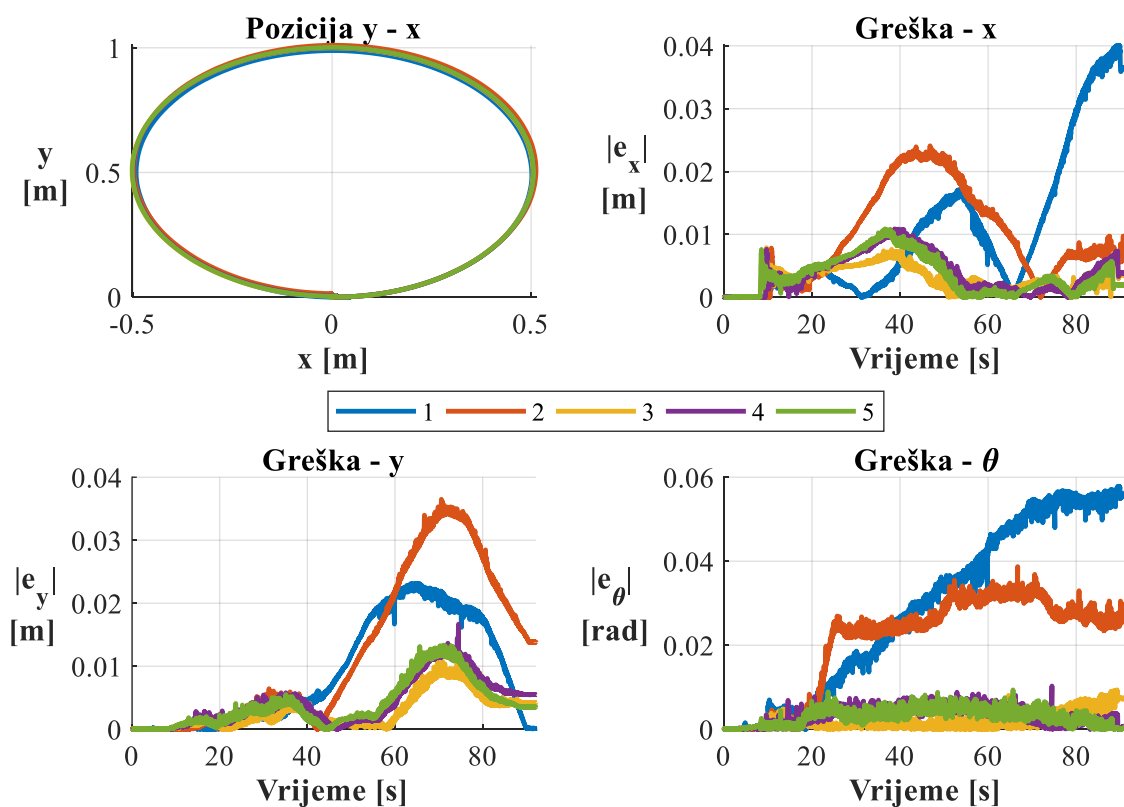 Pozicija y - x
1
0.5
0
y
[m]
-0.5 0 0.5
x [m]
Greška - x
0.04
0.03
0.02
0.01
0
|e_x|
[m]
0 20 40 60 80
Vrijeme [s]
1 2 3 4 5
Greška - y
0.04
0.03
0.02
0.01
0
|e_y|
[m]
0 20 40 60 80
Vrijeme [s]
Greška - θ
0.06
0.04
0.02
0
|e_θ|
[rad]
0 20 40 60 80
Vrijeme [s]